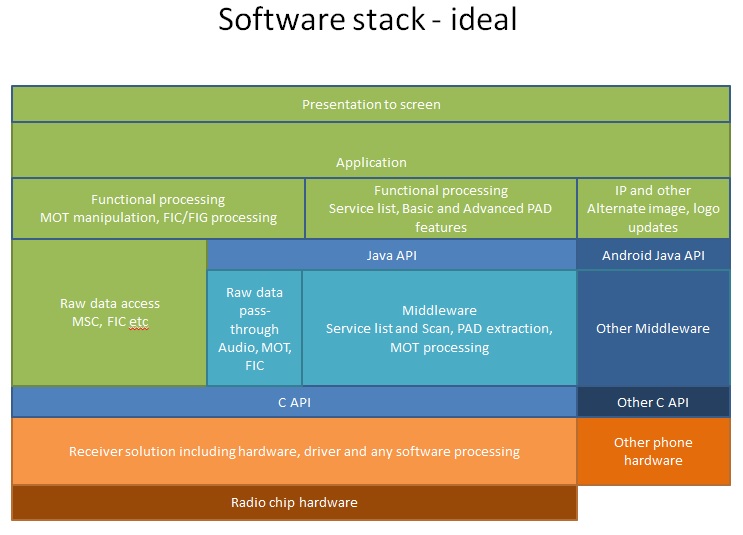 Software stack - ideal
Presentation to screen
Application
Functional processing
MOT manipulation, FIC/FIG processing
Functional processing
Service list, Basic and Advanced PAD
features
IP and other
Alternate image, logo
updates
Java API
Android Java API
Raw data access
MSC, FIC etc
Raw data
pass-
through
Audio, MOT,
FIC
Middleware
Service list and Scan, PAD extraction,
MOT processing
Other Middleware
C API
Other C API
Receiver solution including hardware, driver and any software processing
Other phone
hardware
Radio chip hardware